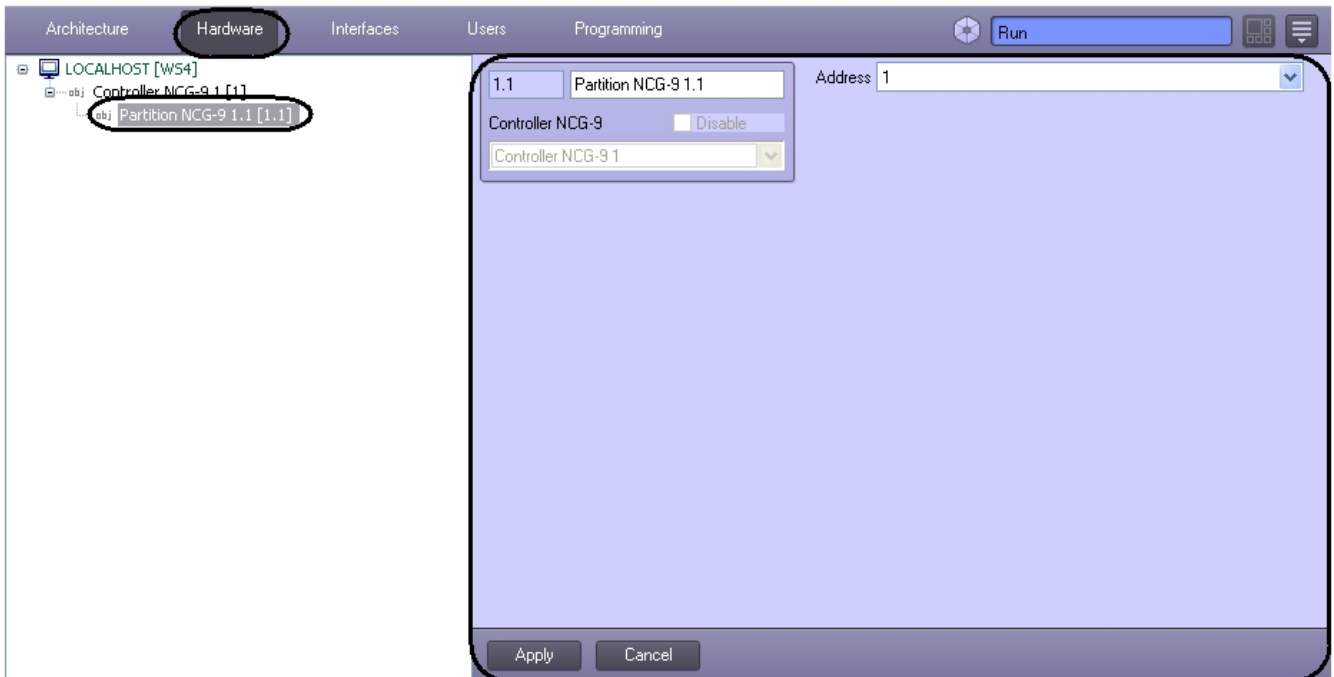 Architecture Hardware Interfaces Users Programming Run
LOCALHOST [WS4]
obj Controller NCG-9 1 [1]
obj Partition NCG-9 1.1 [1.1]
1.1 Partition NCG-9 1.1 Address 1
Controller NCG-9 Disable
Controller NCG-9 1
Apply Cancel